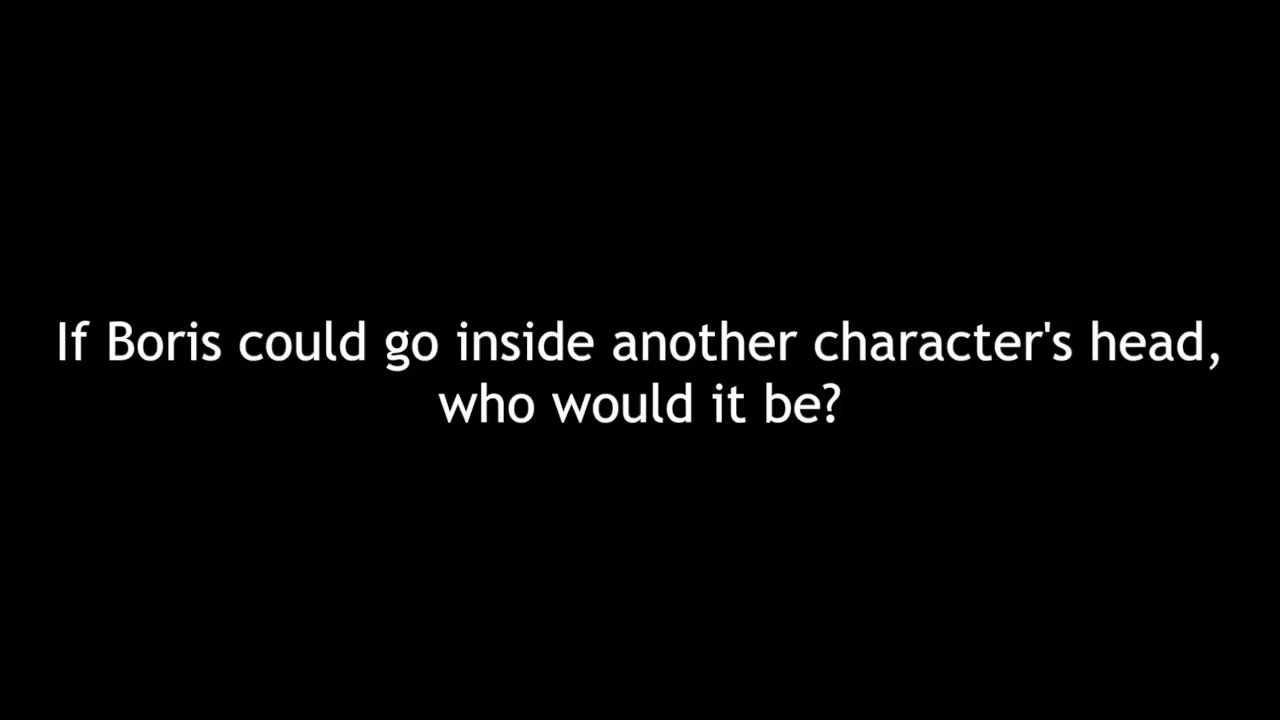 If Boris could go inside another character's head,
who would it be?